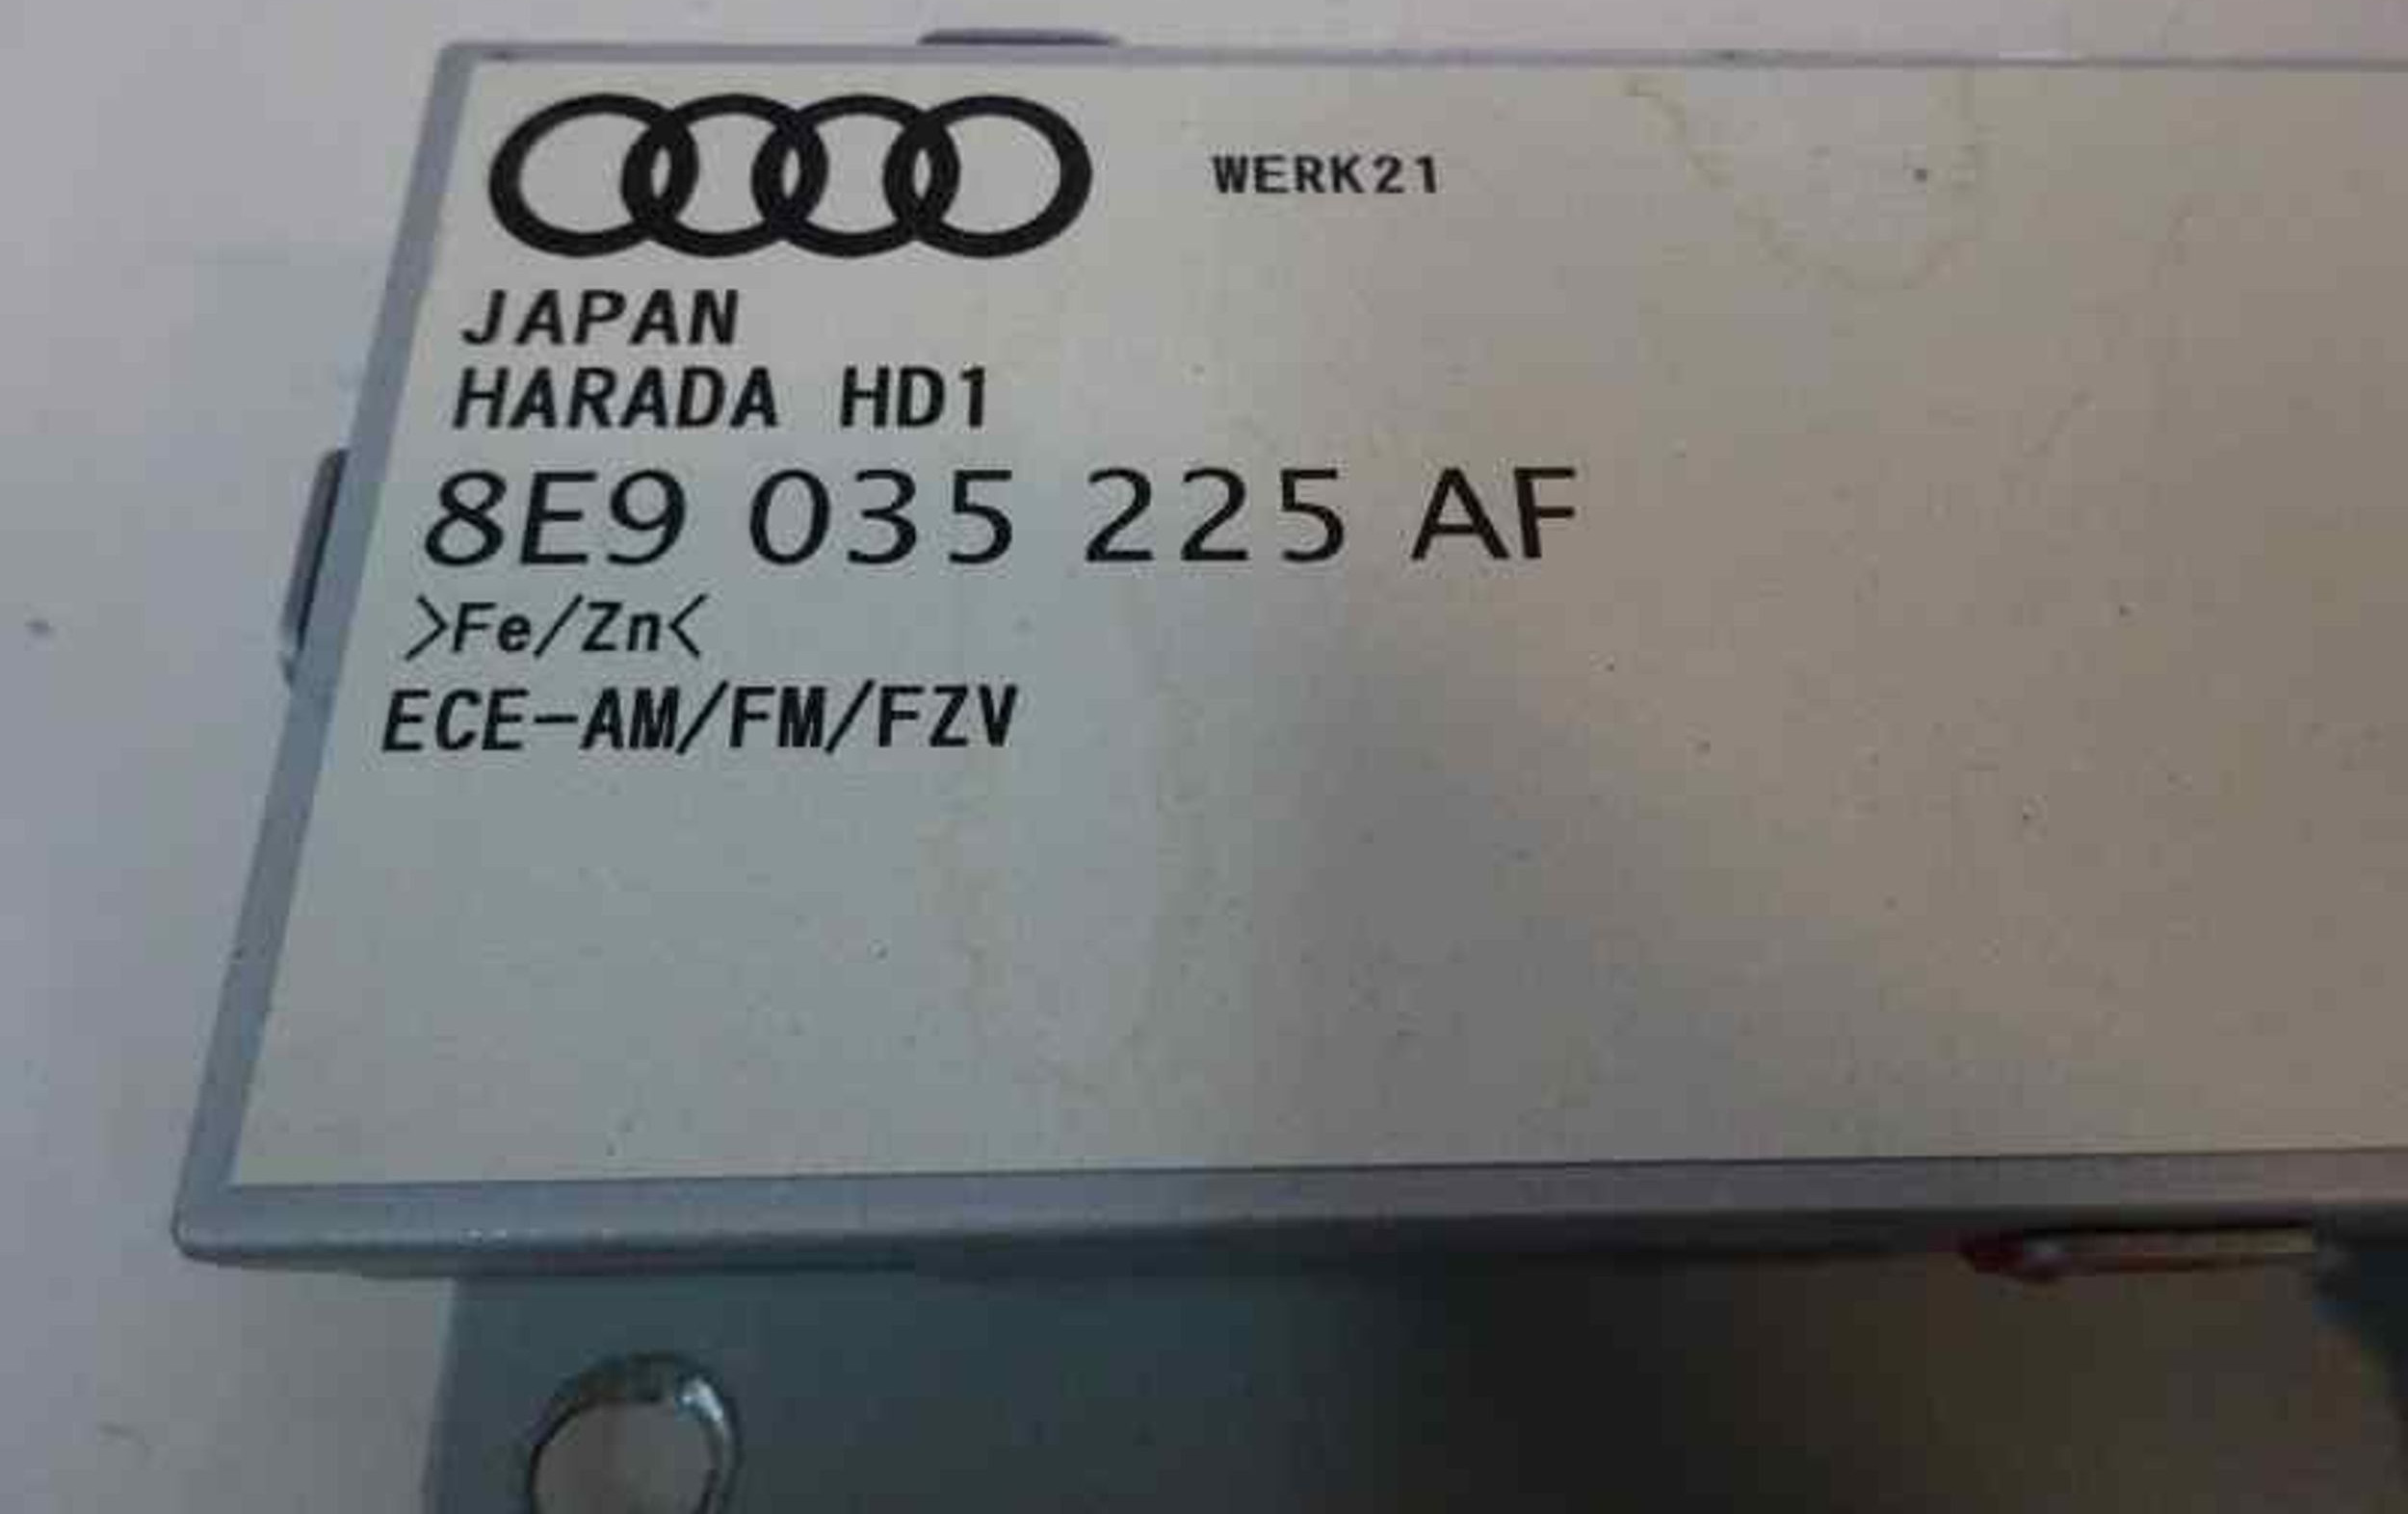 WERK21
JAPAN
HARADA HD1
8E9 035 225 AF
>Fe/Zn<
ECE-AM/FM/FZV